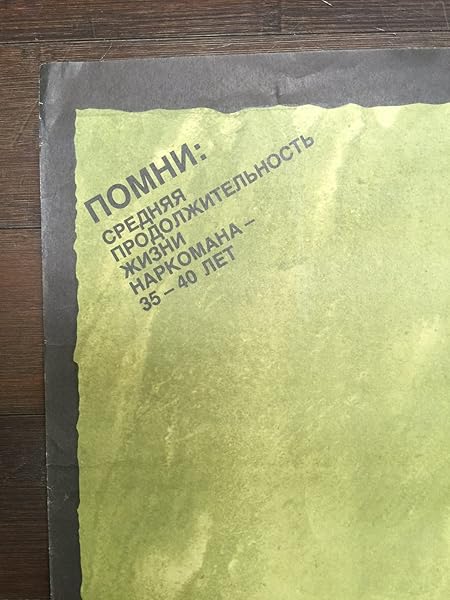 ПОМНИ:
СРЕДНЯЯ
ПРОДОЛЖИТЕЛЬНОСТЬ
ЖИЗНИ
НАРКОМАНА –
35 – 40 ЛЕТ